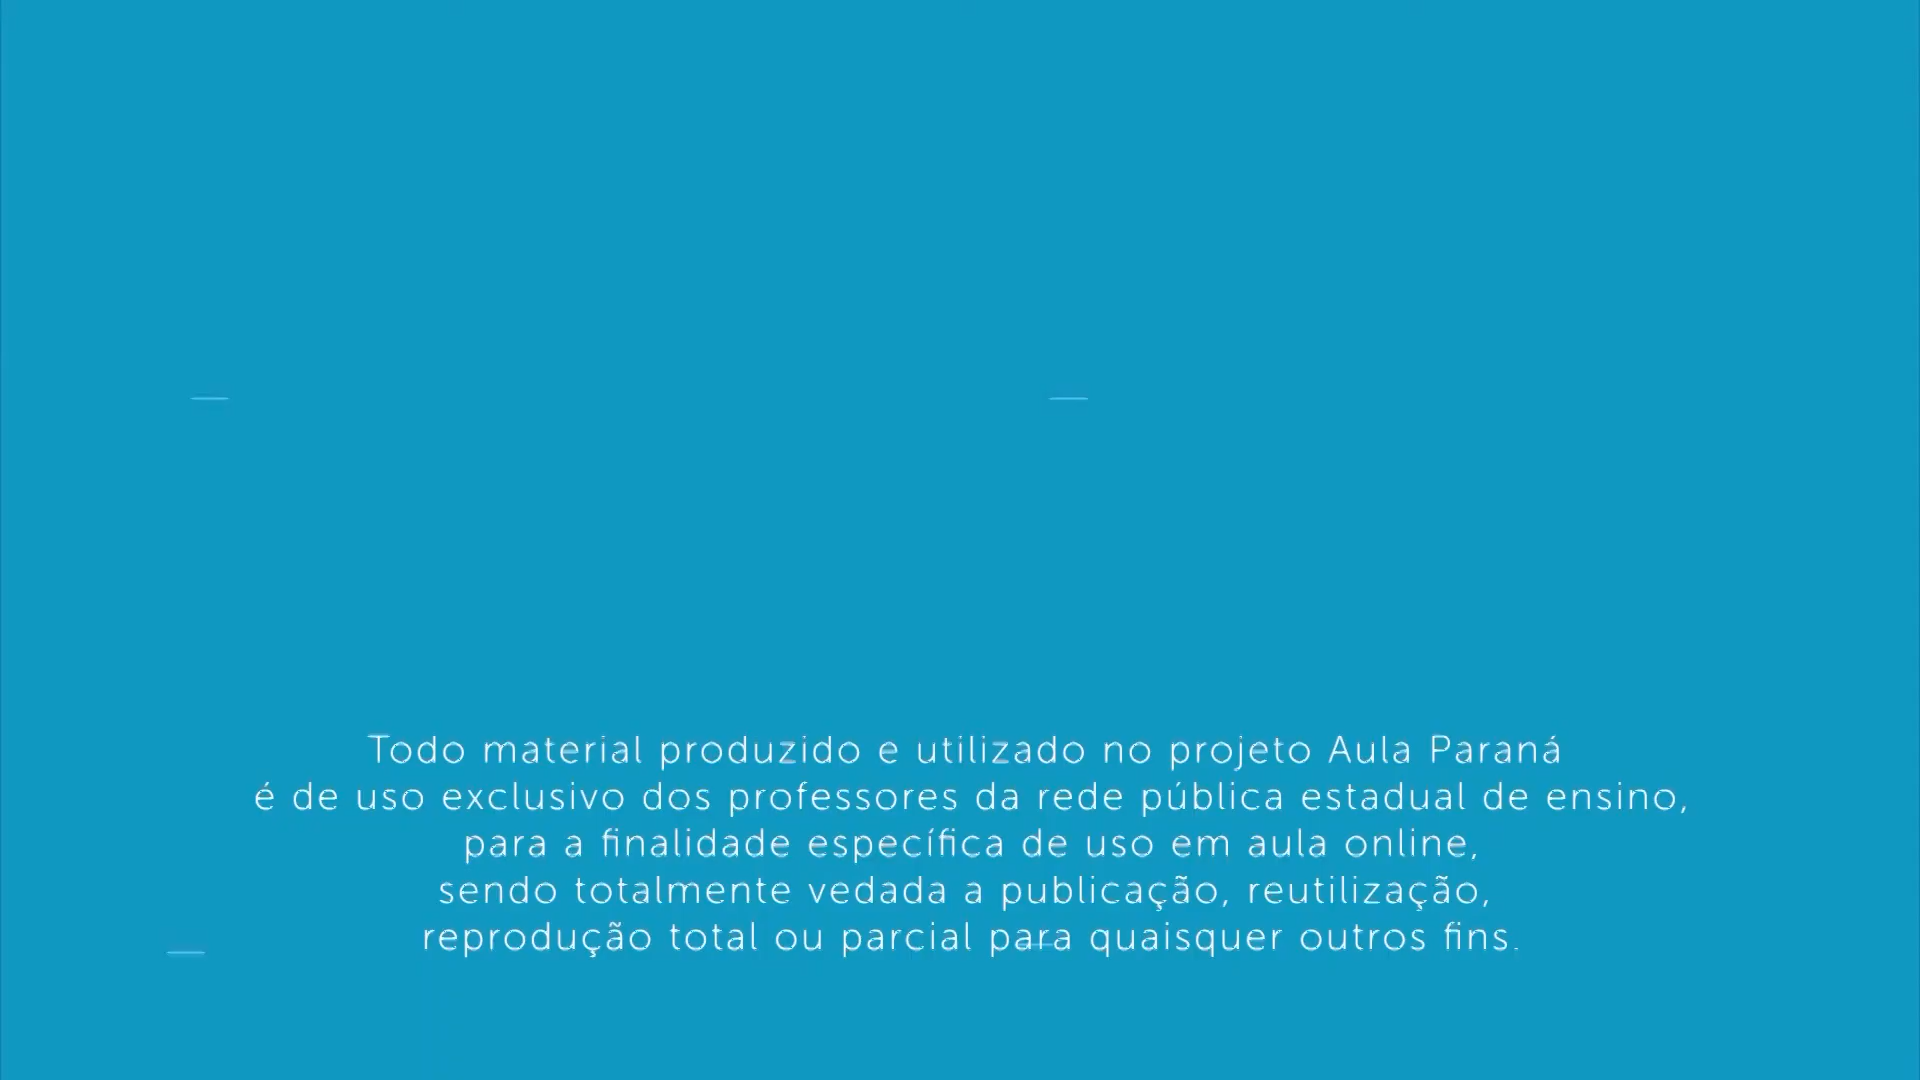 Todo material produzido e utilizado no projeto Aula Paraná
é de uso exclusivo dos professores da rede pública estadual de ensino,
para a finalidade específica de uso em aula online,
sendo totalmente vedada a publicação, reutilização,
reprodução total ou parcial para quaisquer outros fins.